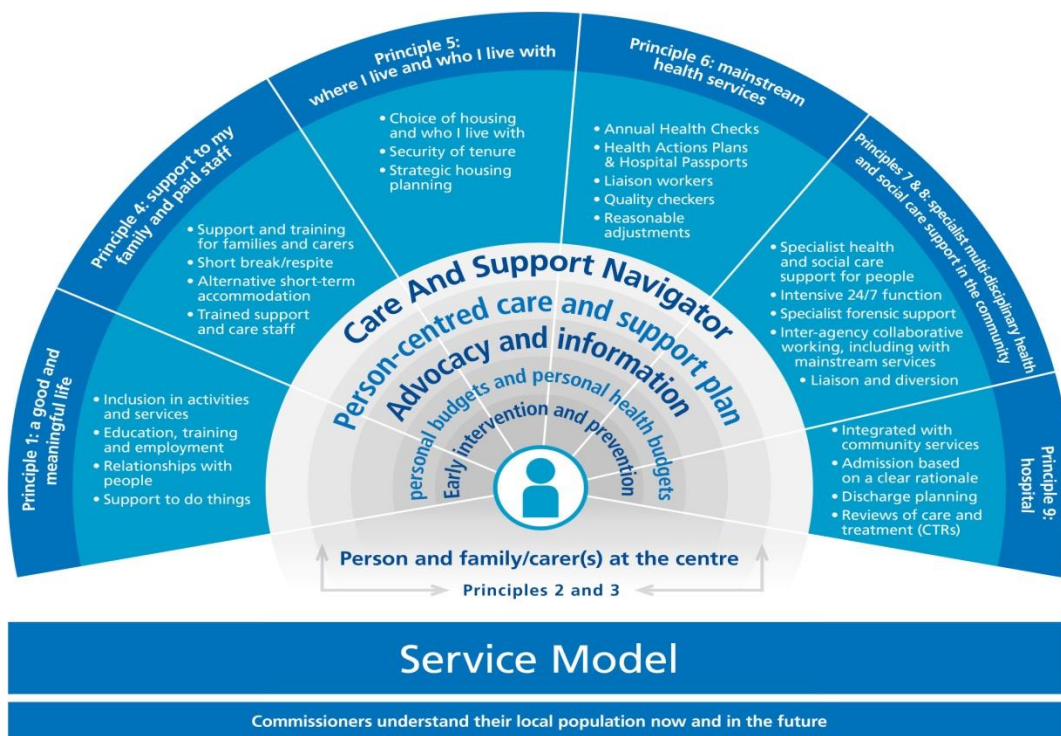 Principle 1: a good and
meaningful life
• Inclusion in activities
and services
• Education, training
and employment
• Relationships with
people
• Support to do things
Principle 4: support to my
family and paid staff
• Support and training
for families and carers
• Short break/respite
• Alternative short-term
accommodation
• Trained support
and care staff
Principle 5:
where I live and who I live with
• Choice of housing
and who I live with
• Security of tenure
• Strategic housing
planning
Principle 6: mainstream
health services
• Annual Health Checks
• Health Actions Plans
& Hospital Passports
• Liaison workers
• Quality checkers
• Reasonable
adjustments
Principles 7 & 8: specialist multi-disciplinary health
and social care support in the community
• Specialist health
and social care
support for people
• Intensive 24/7 function
• Specialist forensic support
• Inter-agency collaborative
working, including with
mainstream services
• Liaison and diversion
Principle 9:
hospital
• Integrated with
community services
• Admission based
on a clear rationale
• Discharge planning
• Reviews of care and
treatment (CTRs)
Care And Support Navigator
Person-centred care and support plan
Advocacy and information
personal budgets and personal health budgets
Early intervention and prevention
Person and family/carer(s) at the centre
Principles 2 and 3
Service Model
Commissioners understand their local population now and in the future